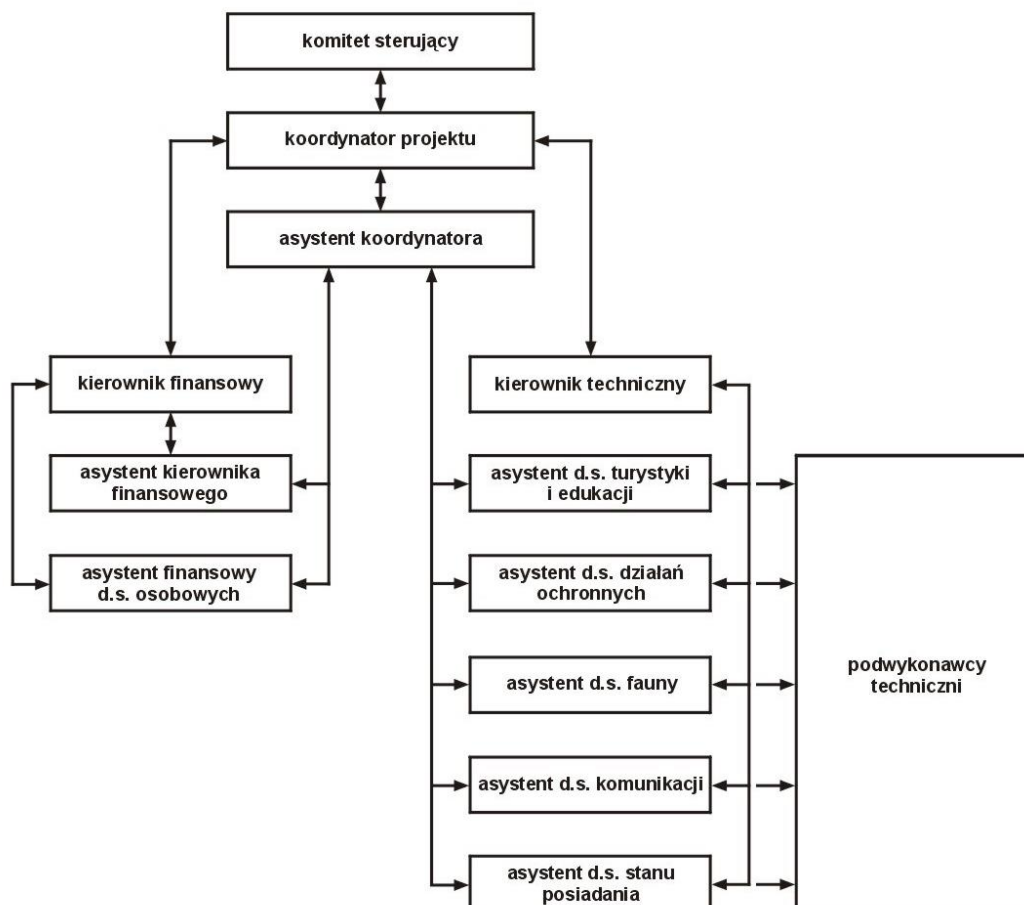 komitet sterujący
koordynator projektu
asystent koordynatora
kierownik finansowy
kierownik techniczny
asystent kierownika
finansowego
asystent d.s. turystyki
i edukacji
asystent finansowy
d.s. osobowych
asystent d.s. działań
ochronnych
asystent d.s. fauny
podwykonawcy
techniczni
asystent d.s. komunikacji
asystent d.s. stanu
posiadania